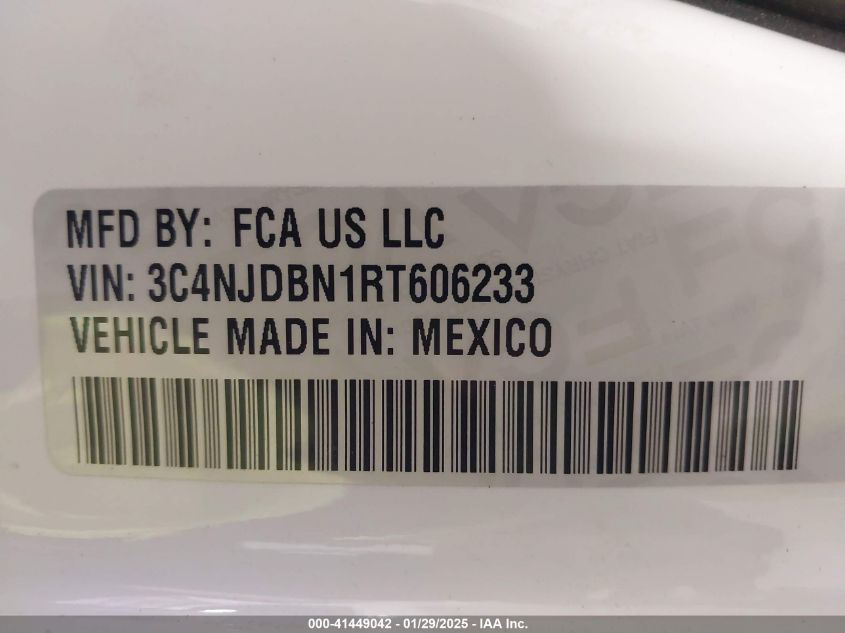 MFD BY: FCA US LLC
VIN: 3C4NJDBN1RT606233
VEHICLE MADE IN: MEXICO
000-41449042 - 01/29/2025 - IAA Inc.